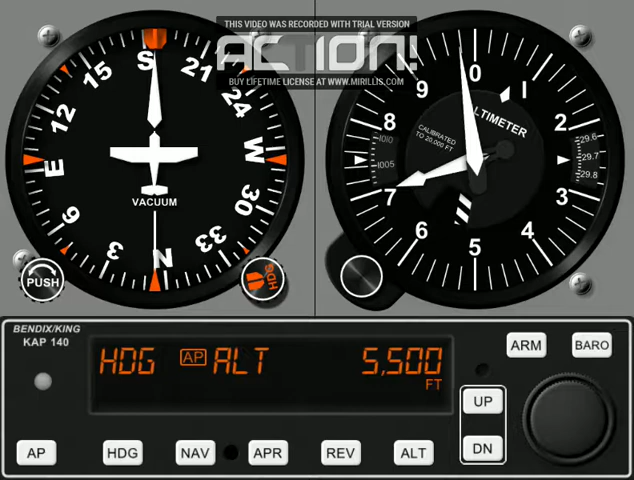 THIS VIDEO WAS RECORDED WITH TRIAL VERSION
ACTION!
BUY LIFETIME LICENSE AT WWW.MIRILLIS.COM
S 21 24 W 30 33 N 3 6 E 12 15
VACUUM
PUSH
HDG
0 1 2 3 4 5 6 7 8 9
ALTIMETER
CALIBRATED
TO 20,000 FT
1010
1005
29.6
29.7
29.8
BENDIX/KING
KAP 140
HDG AP ALT 5,500
FT
ARM BARO
UP
DN
AP HDG NAV APR REV ALT